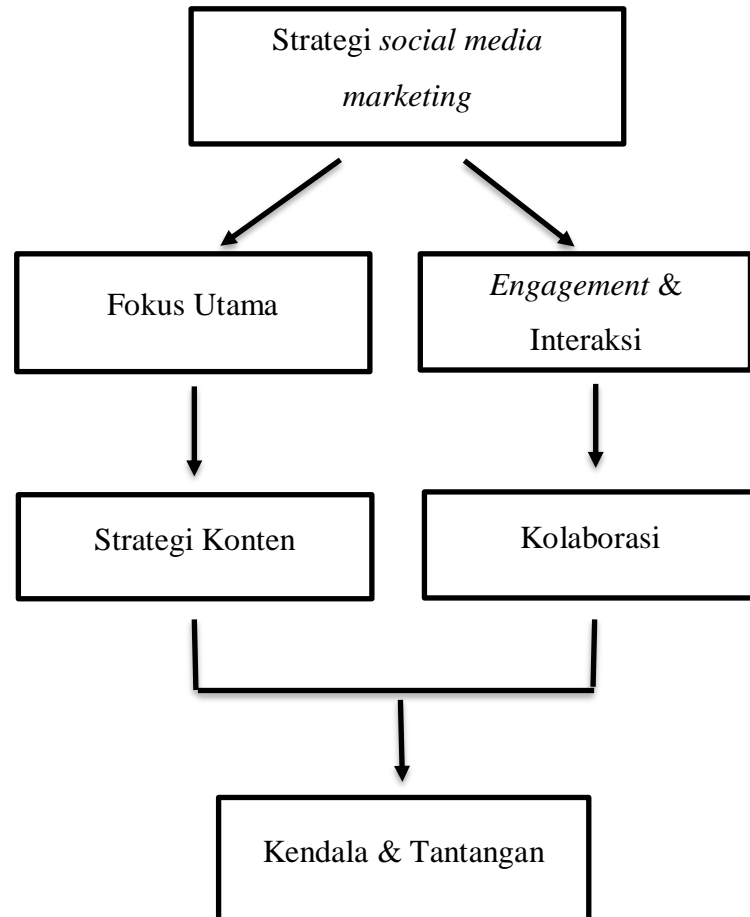 Strategi social media
marketing
Fokus Utama
Engagement &
Interaksi
Strategi Konten
Kolaborasi
Kendala & Tantangan